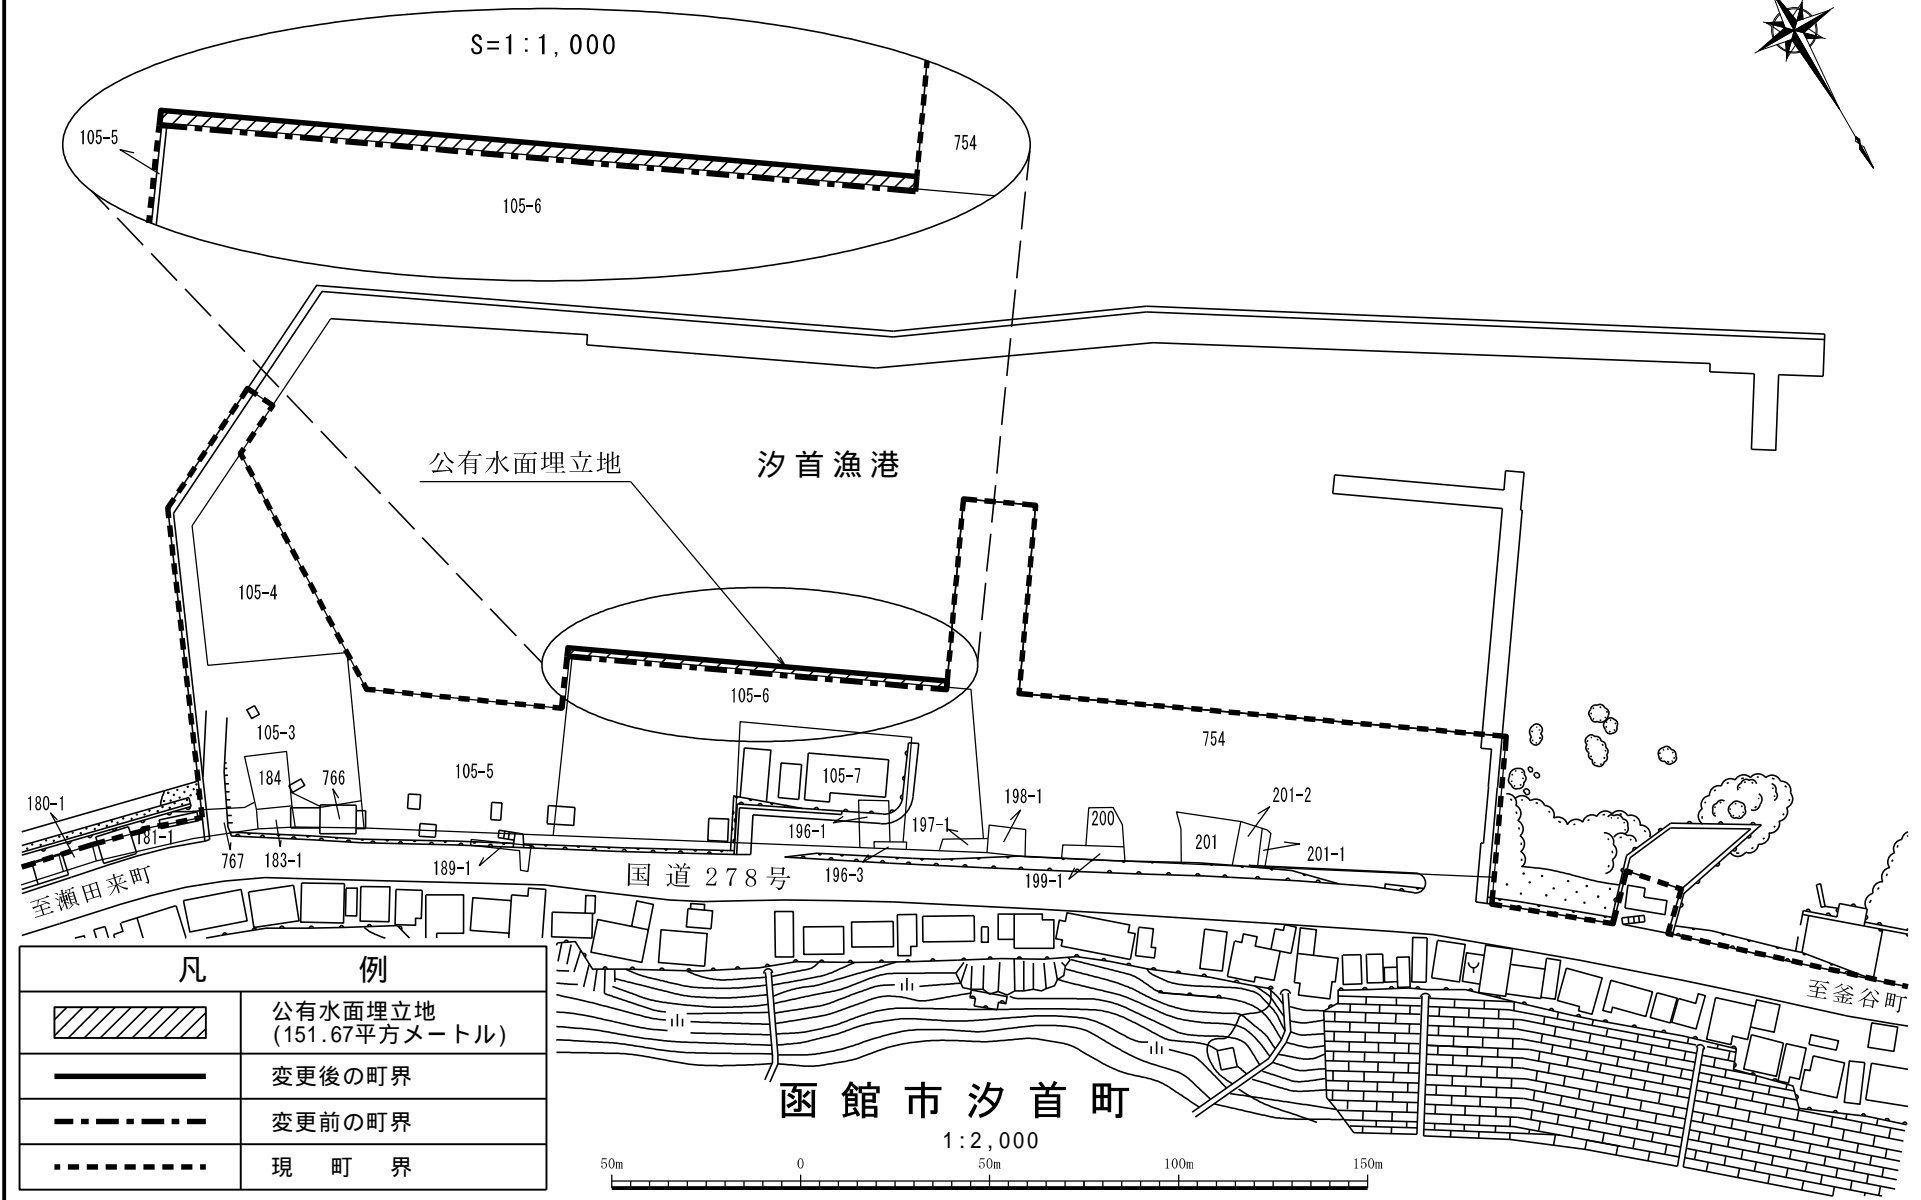 S=1:1,000
105-5
754
105-6
公有水面埋立地
汐首漁港
105-4
105-6
105-3
754
184
766
105-5
105-7
180-1
181-1
767
183-1
189-1
196-1
197-1
198-1
200
201-2
201
201-1
196-3
199-1
国道278号
至瀬田来町
至釜谷町
凡 例
公有水面埋立地
(151.67平方メートル)
変更後の町界
変更前の町界
現 町 界
函館市汐首町
1:2,000
50m 0 50m 100m 150m